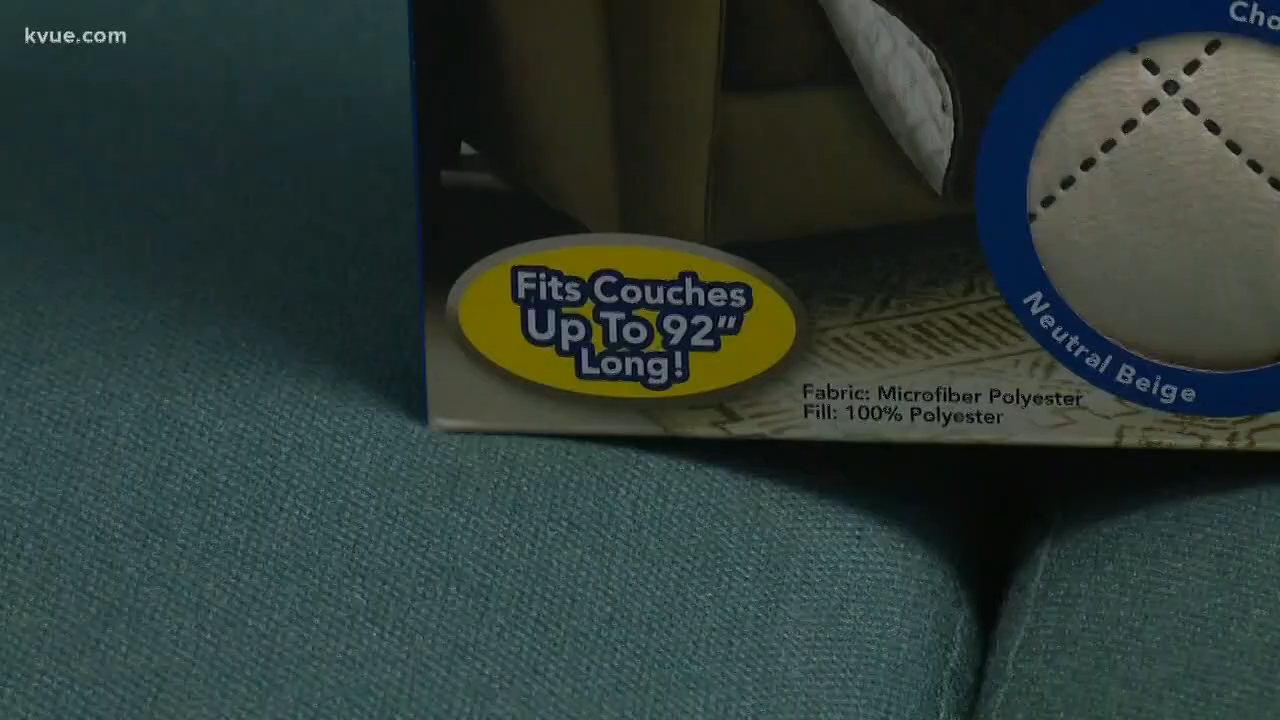 kvue.com
Fits Couches
Up To 92"
Long!
Fabric: Microfiber Polyester
Fill: 100% Polyester
Neutral Beige